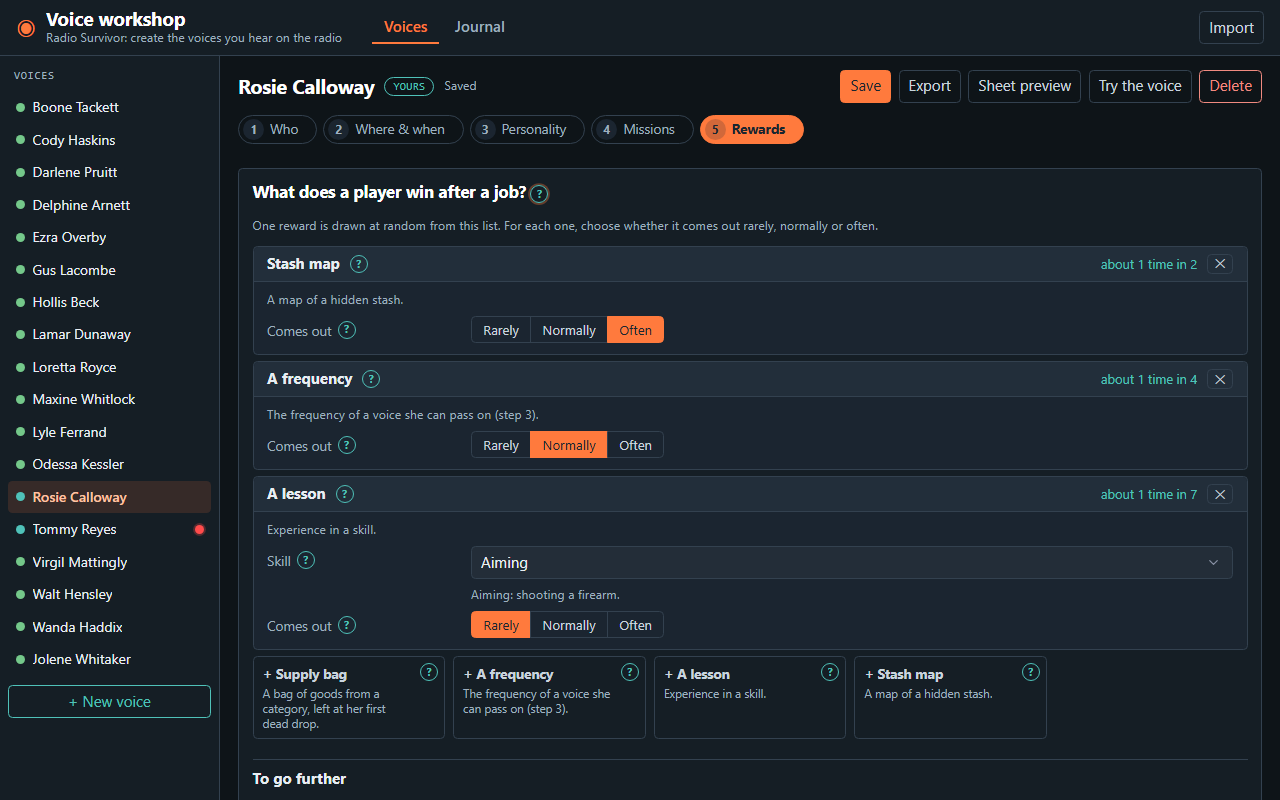 Voice workshop
Radio Survivor: create the voices you hear on the radio
Voices
Journal
Import
VOICES
Boone Tackett
Cody Haskins
Darlene Pruitt
Delphine Arnett
Ezra Overby
Gus Lacombe
Hollis Beck
Lamar Dunaway
Loretta Royce
Maxine Whitlock
Lyle Ferrand
Odessa Kessler
Rosie Calloway
Tommy Reyes
Virgil Mattingly
Walt Hensley
Wanda Haddix
Jolene Whitaker
+ New voice
Rosie Calloway
YOURS
Saved
Save
Export
Sheet preview
Try the voice
Delete
1 Who
2 Where & when
3 Personality
4 Missions
5 Rewards
What does a player win after a job? ?
One reward is drawn at random from this list. For each one, choose whether it comes out rarely, normally or often.
Stash map ?
about 1 time in 2
A map of a hidden stash.
Comes out ?
Rarely
Normally
Often
A frequency ?
about 1 time in 4
The frequency of a voice she can pass on (step 3).
Comes out ?
Rarely
Normally
Often
A lesson ?
about 1 time in 7
Experience in a skill.
Skill ?
Aiming
Aiming: shooting a firearm.
Comes out ?
Rarely
Normally
Often
+ Supply bag ?
A bag of goods from a
category, left at her first
dead drop.
+ A frequency ?
The frequency of a voice she
can pass on (step 3).
+ A lesson ?
Experience in a skill.
+ Stash map ?
A map of a hidden stash.
To go further